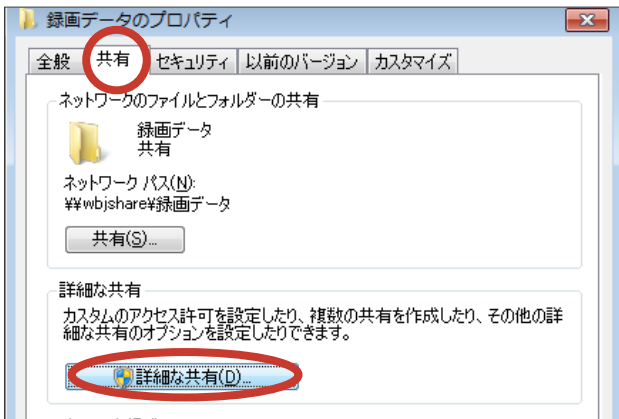 録画データのプロパティ
全般 共有 セキュリティ 以前のバージョン カスタマイズ
ネットワークのファイルとフォルダーの共有
録画データ
共有
ネットワーク パス(N):
¥¥wbjshare¥録画データ
共有(S)...
詳細な共有
カスタムのアクセス許可を設定したり、複数の共有を作成したり、その他の詳
細な共有のオプションを設定したりできます。
詳細な共有(D)...